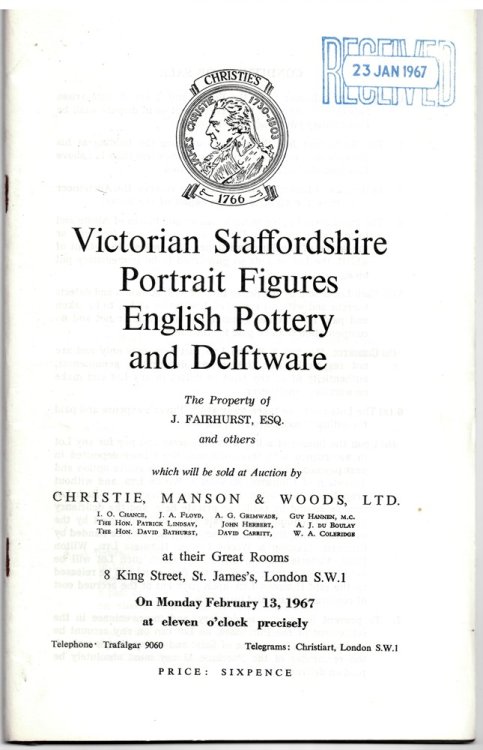 RECEIVED
23 JAN 1967
CHRISTIE'S
JAMES CHRISTIE 1730-1803
1766
Victorian Staffordshire
Portrait Figures
English Pottery
and Delftware
The Property of
J. FAIRHURST, ESQ.
and others
which will be sold at Auction by
CHRISTIE, MANSON & WOODS, LTD.
I. O. CHANCE, J. A. FLOYD, A. G. GRIMWADE, GUY HANNEN, M.C.
THE HON. PATRICK LINDSAY, JOHN HERBERT, A. J. DU BOULAY
THE HON. DAVID BATHURST, DAVID CARRITT, W. A. COLERIDGE
at their Great Rooms
8 King Street, St. James's, London S.W.1
On Monday February 13, 1967
at eleven o'clock precisely
Telephone· Trafalgar 9060 Telegrams: Christiart, London S.W.1
PRICE: SIXPENCE